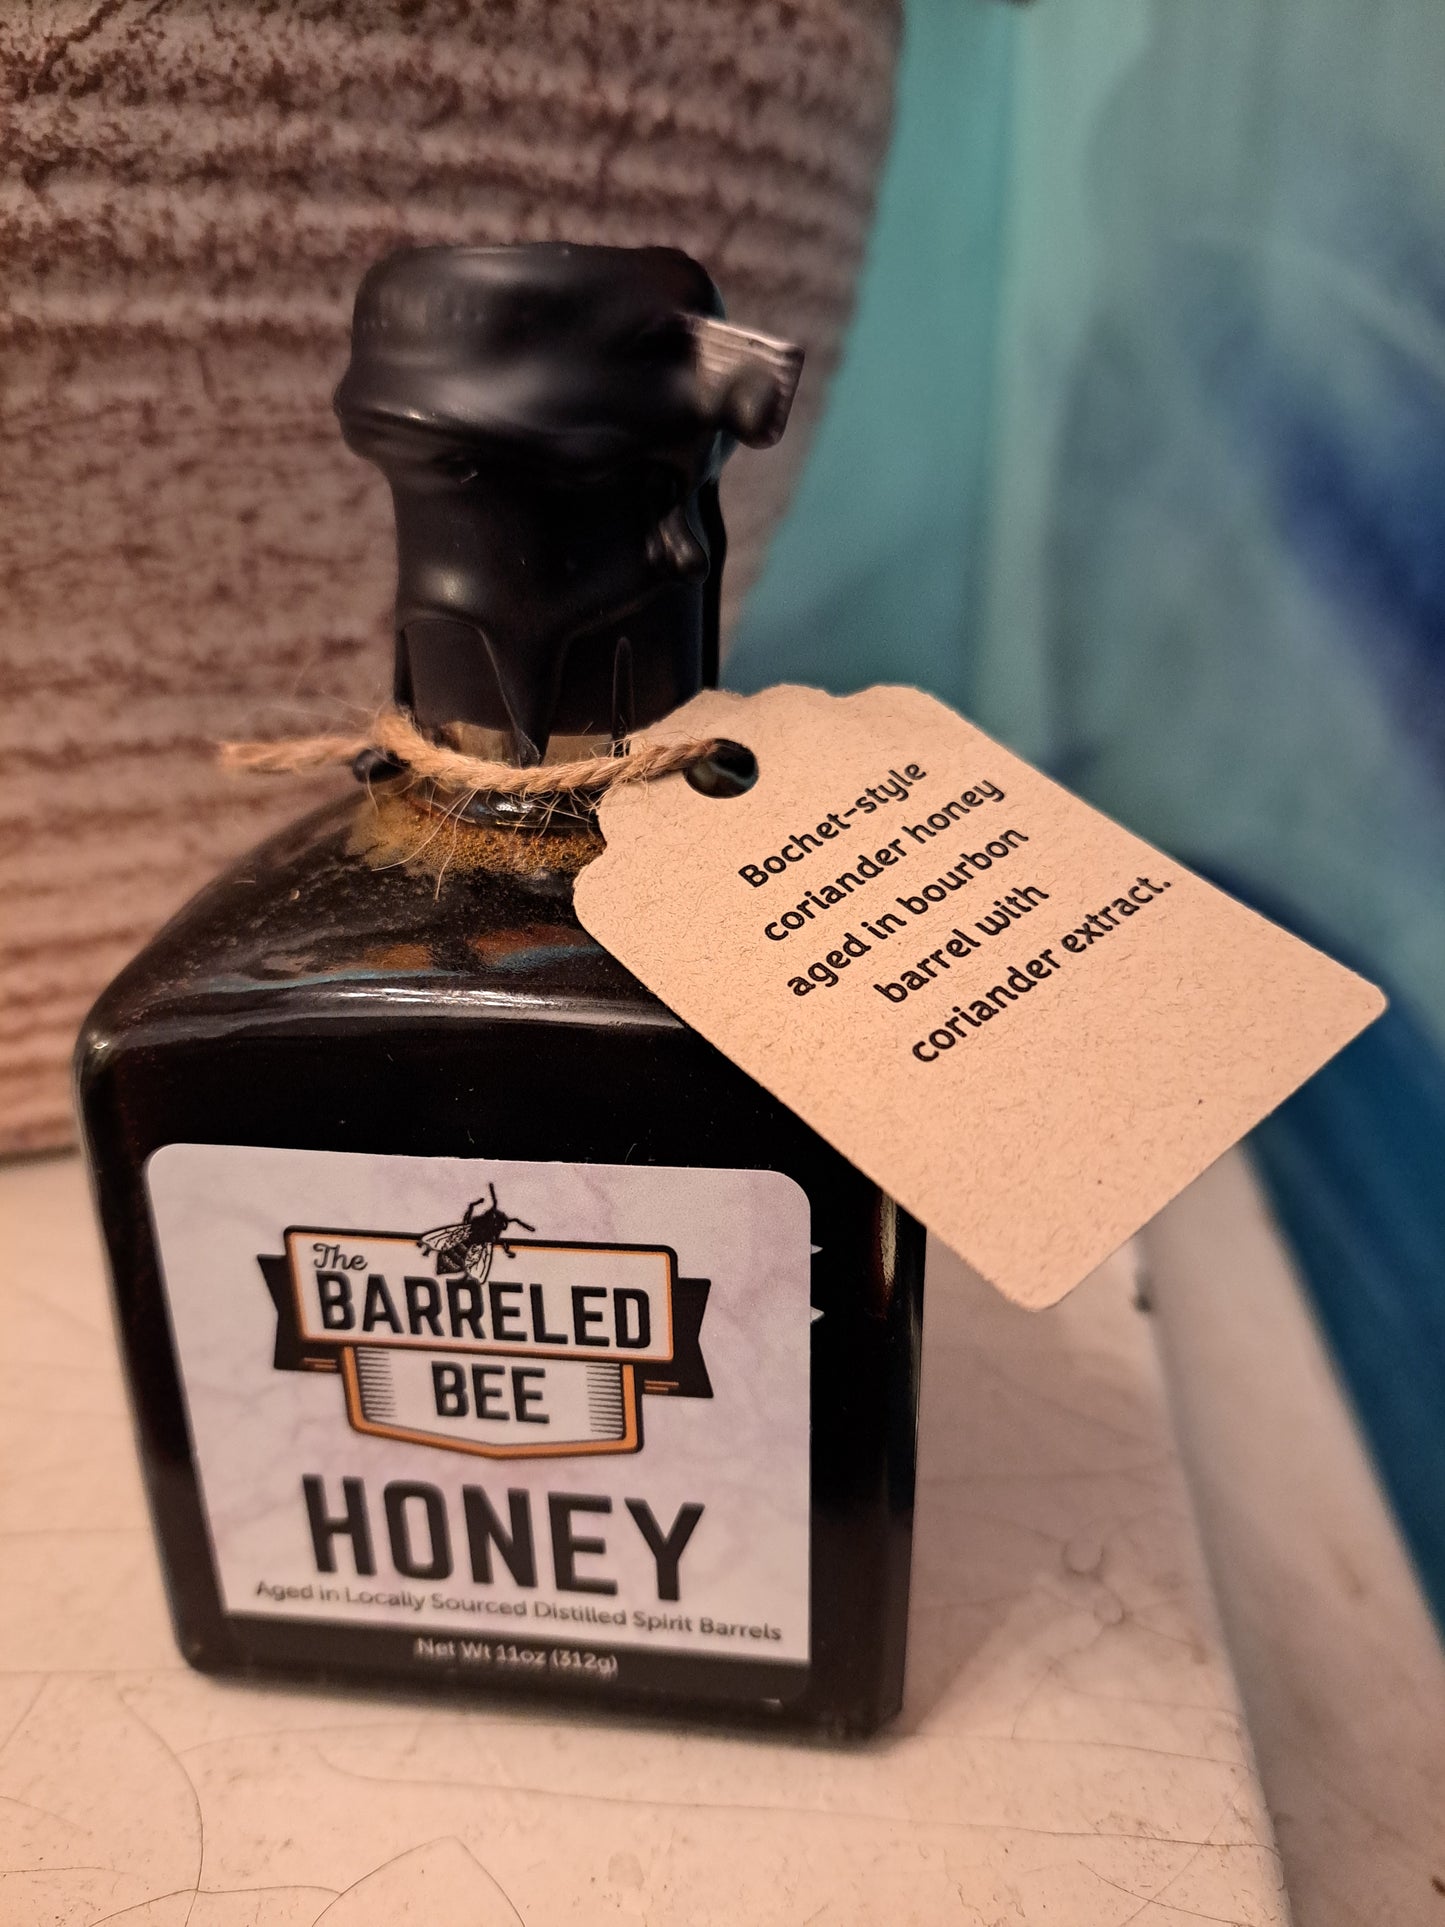 Bochet-style
coriander honey
aged in bourbon
barrel with
coriander extract.
The
BARRELED
BEE
HONEY
Aged in Locally Sourced Distilled Spirit Barrels
Net Wt 11oz (312g)